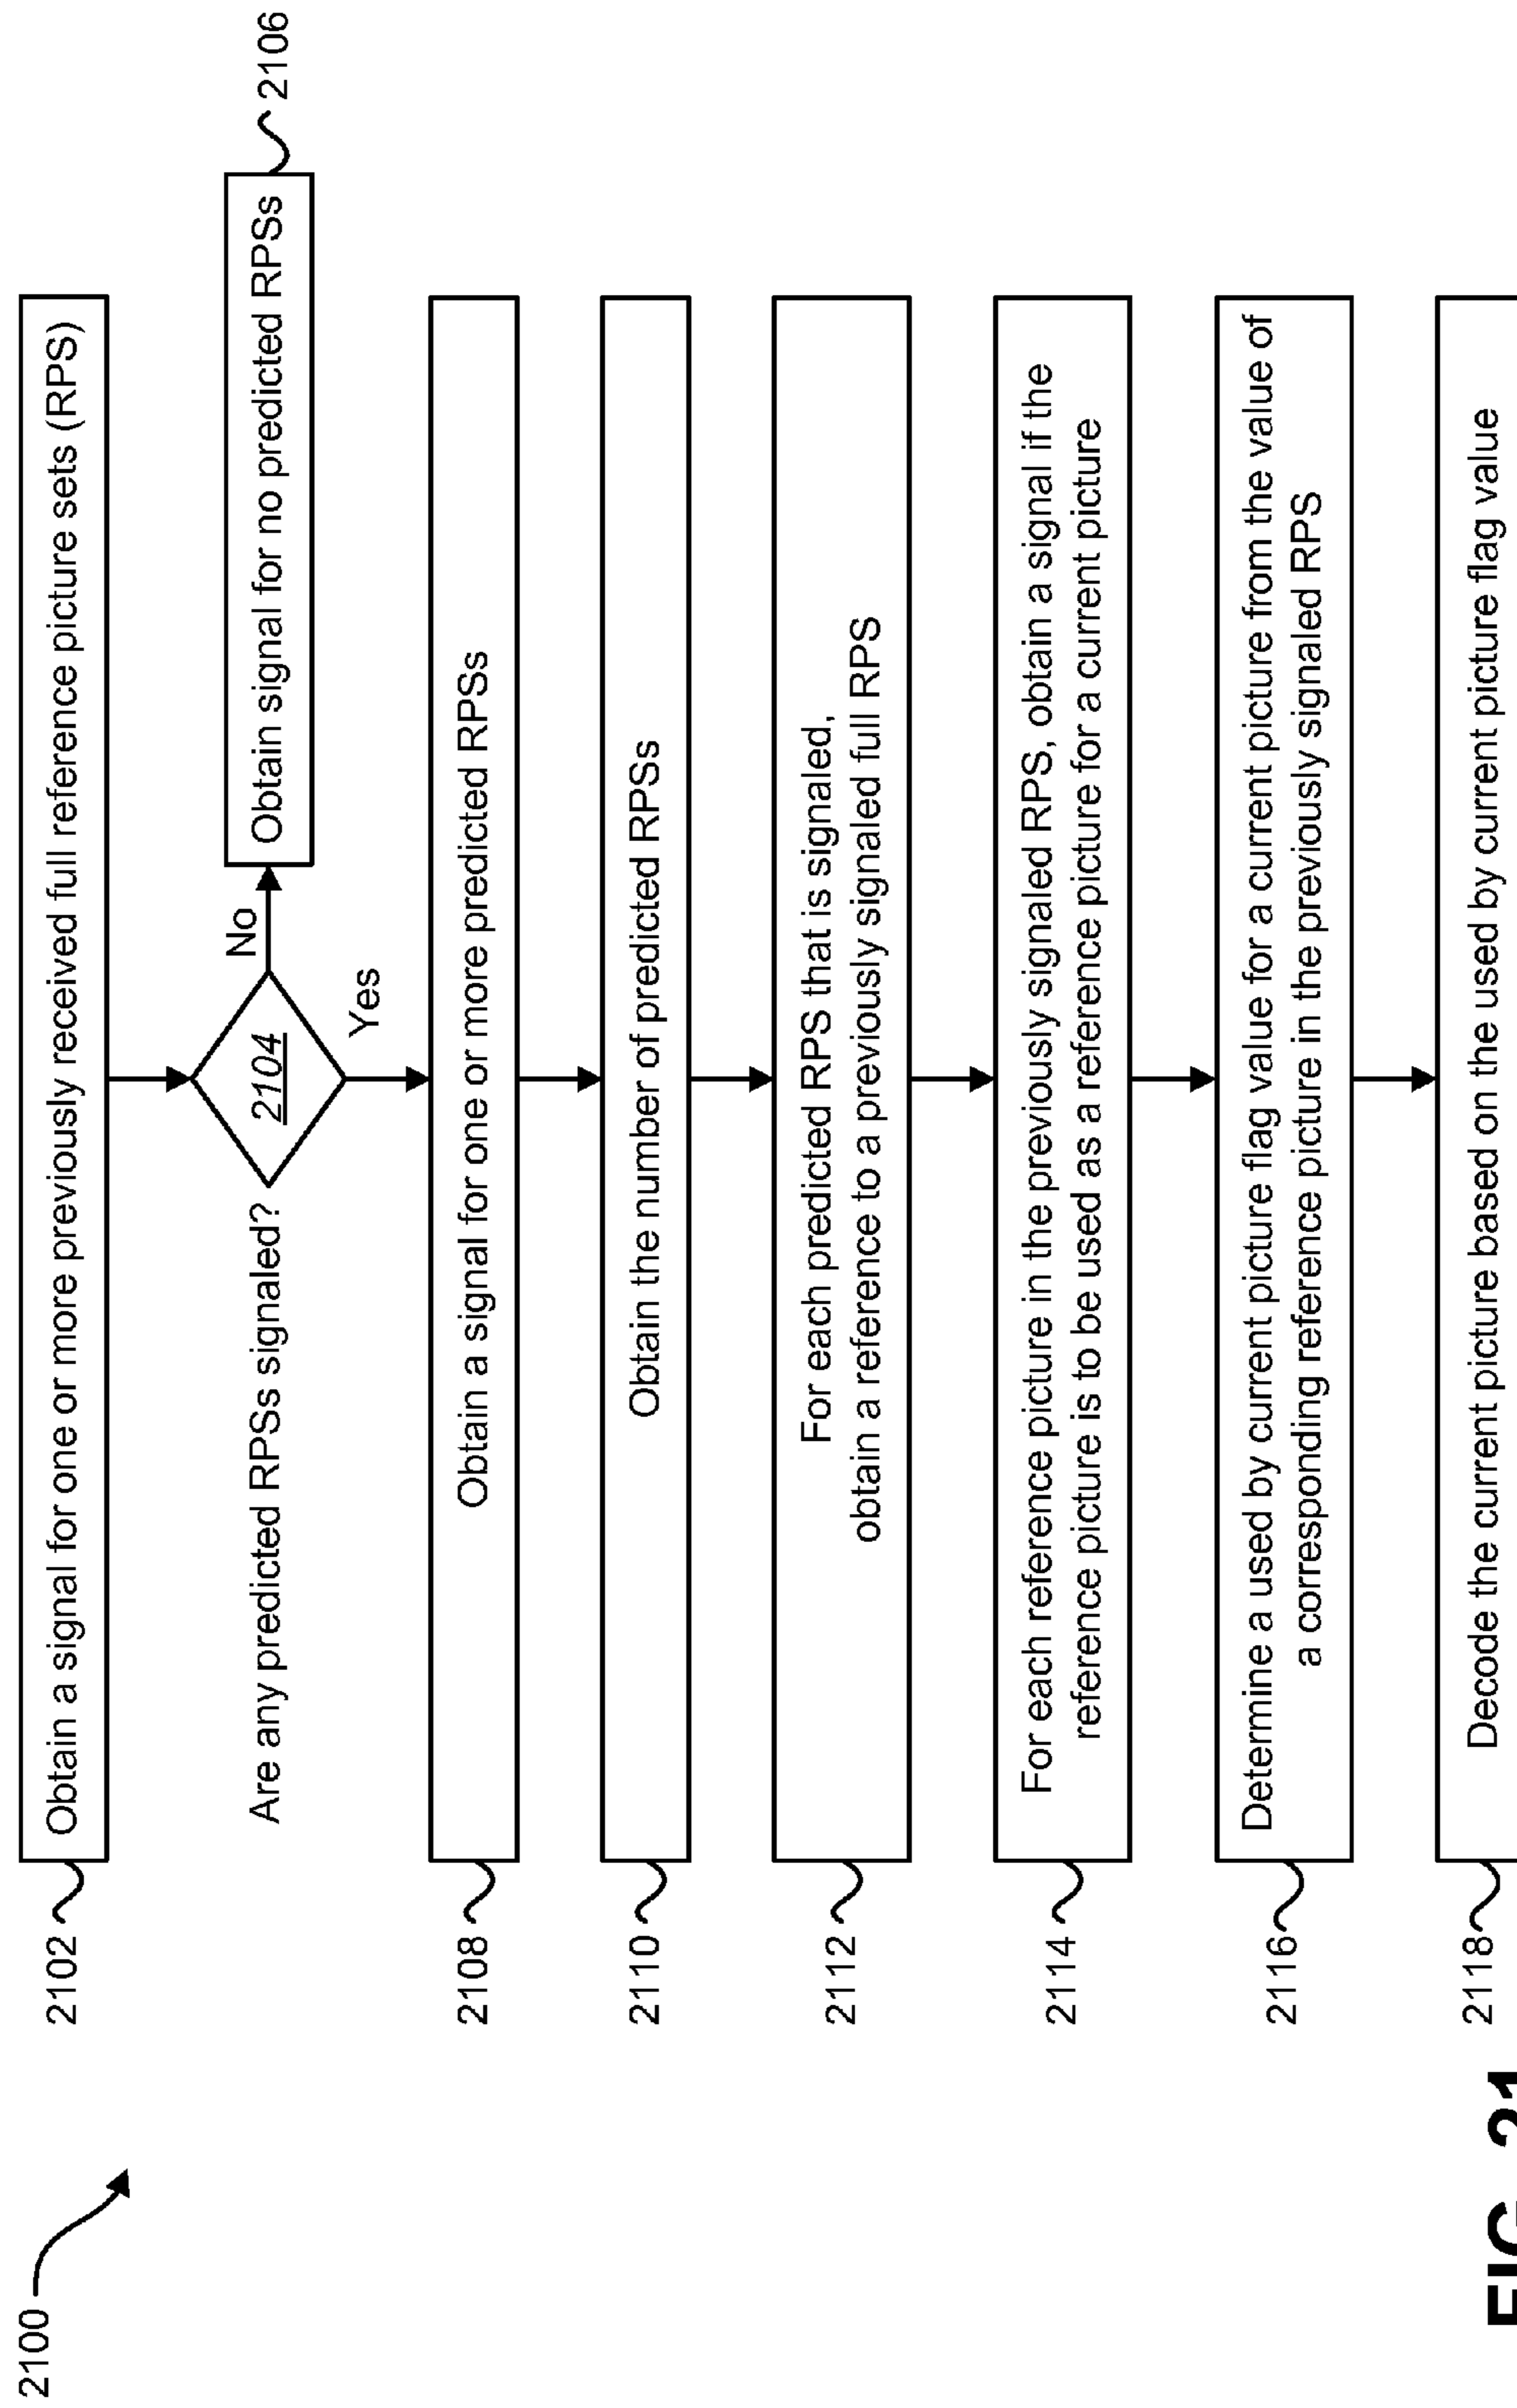 2100
2102
Obtain a signal for one or more previously received full reference picture sets (RPS)
Are any predicted RPSs signaled?
2104
No
Obtain signal for no predicted RPSs
2106
Yes
2108
Obtain a signal for one or more predicted RPSs
2110
Obtain the number of predicted RPSs
2112
For each predicted RPS that is signaled,
obtain a reference to a previously signaled full RPS
2114
For each reference picture in the previously signaled RPS, obtain a signal if the
reference picture is to be used as a reference picture for a current picture
2116
Determine a used by current picture flag value for a current picture from the value of
a corresponding reference picture in the previously signaled RPS
2118
Decode the current picture based on the used by current picture flag value
FIG. 21